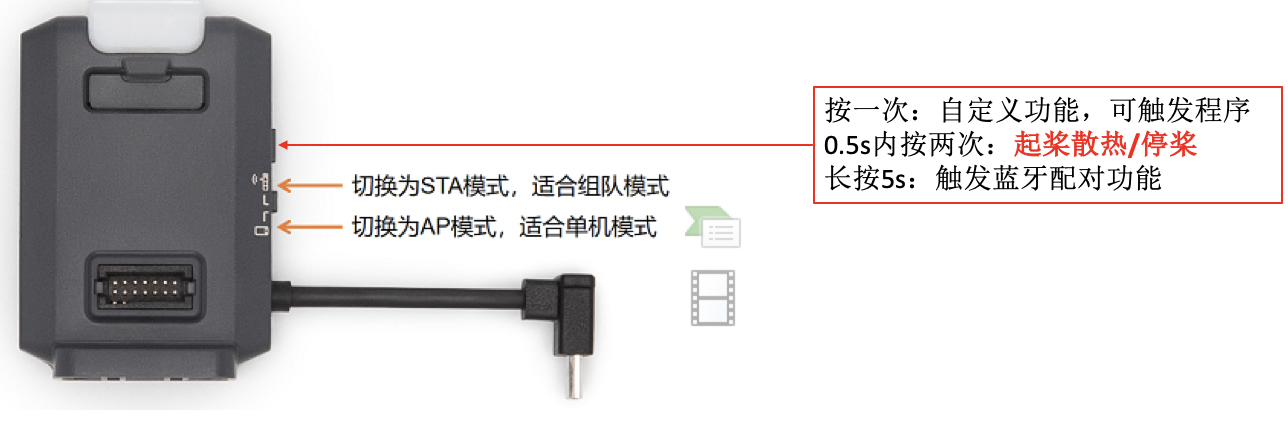 按一次：自定义功能，可触发程序
0.5s内按两次：起桨散热/停桨
长按5s：触发蓝牙配对功能
切换为STA模式，适合组队模式
切换为AP模式，适合单机模式